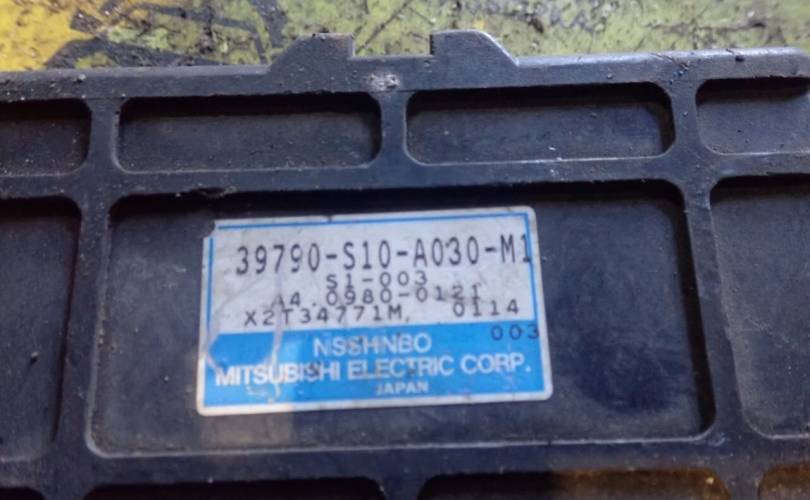 39790-S10-A030-M1
S1-003
A4.0980-0121
X2T34771M, 0114
003
NSSHNBO
MITSUBISHI ELECTRIC CORP.
JAPAN